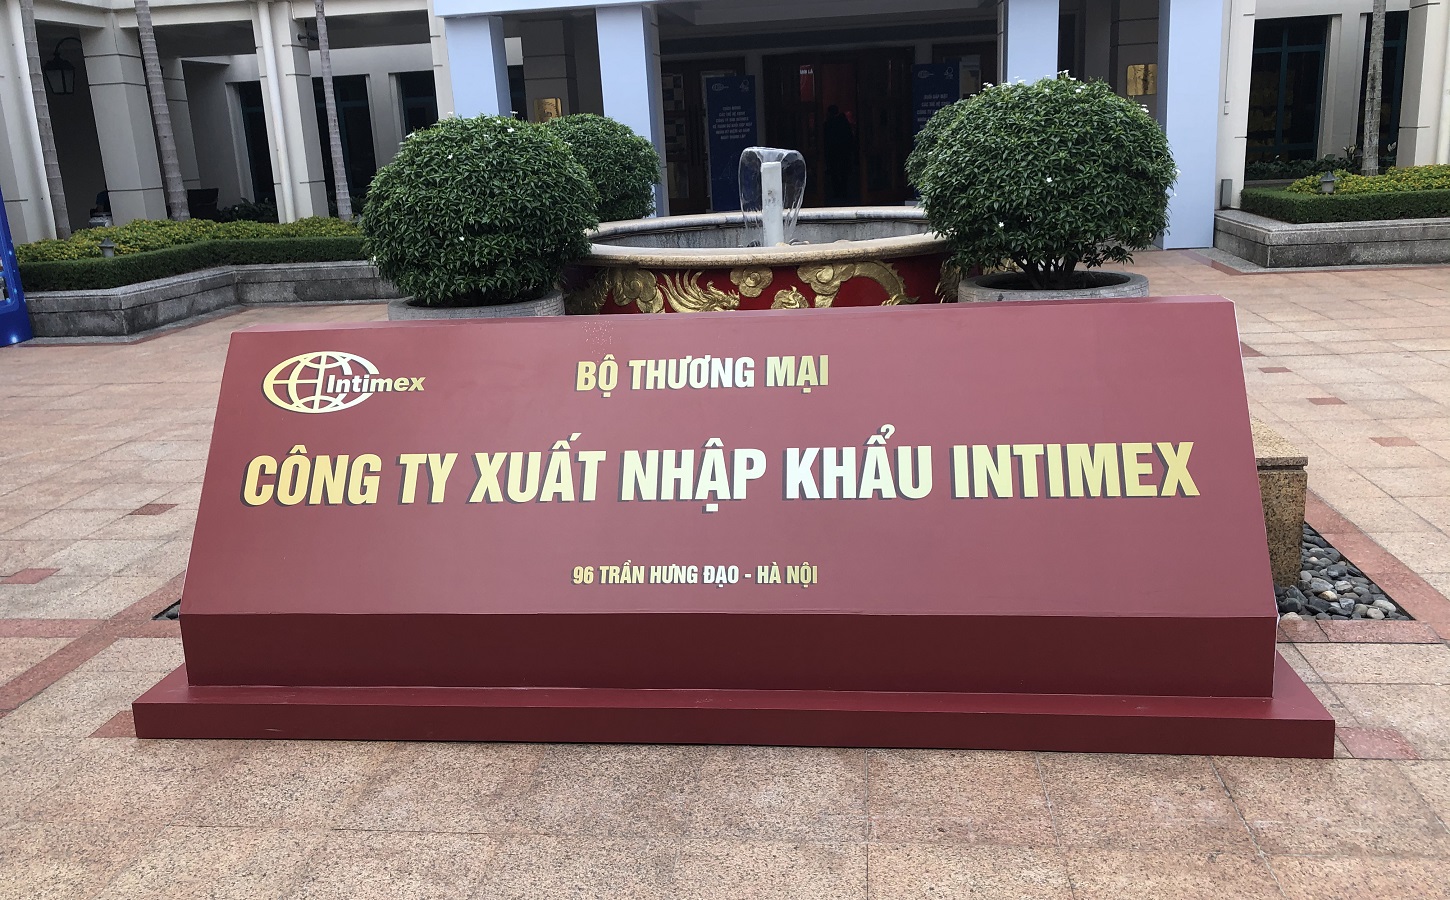 Intimex
BỘ THƯƠNG MẠI
CÔNG TY XUẤT NHẬP KHẨU INTIMEX
96 TRẦN HƯNG ĐẠO - HÀ NỘI